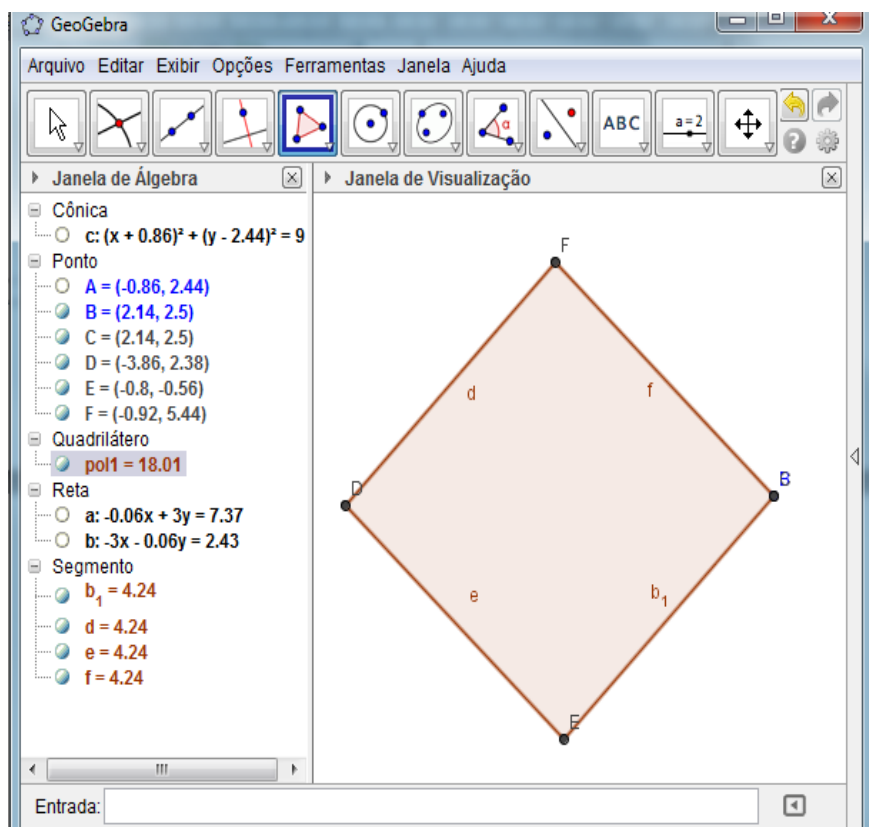 GeoGebra
Arquivo Editar Exibir Opções Ferramentas Janela Ajuda
α ABC a=2
Janela de Álgebra
Cônica
c: (x + 0.86)² + (y - 2.44)² = 9
Ponto
A = (-0.86, 2.44)
B = (2.14, 2.5)
C = (2.14, 2.5)
D = (-3.86, 2.38)
E = (-0.8, -0.56)
F = (-0.92, 5.44)
Quadrilátero
pol1 = 18.01
Reta
a: -0.06x + 3y = 7.37
b: -3x - 0.06y = 2.43
Segmento
b₁ = 4.24
d = 4.24
e = 4.24
f = 4.24
Janela de Visualização
F
d f
B
D
e b₁
E
Entrada: